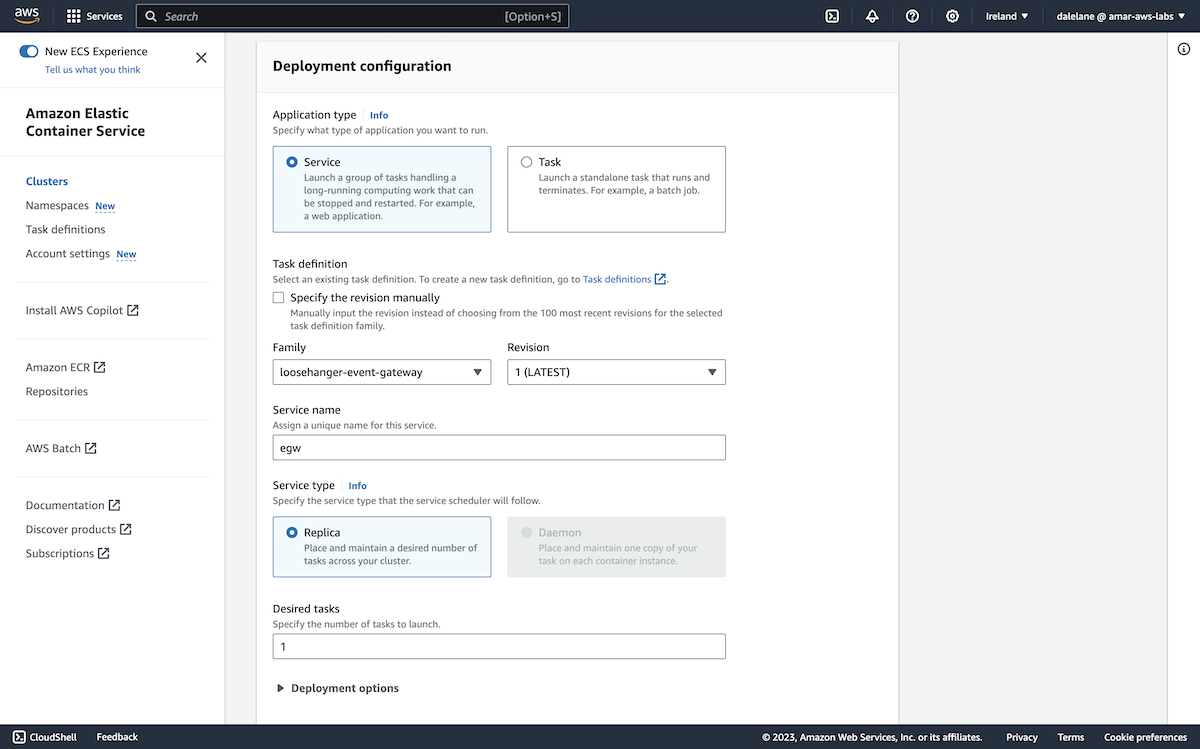 aws
Services
Search
[Option+S]
Ireland ▼
dalelane @ amar-aws-labs ▼
New ECS Experience
Tell us what you think
Amazon Elastic
Container Service
Clusters
Namespaces New
Task definitions
Account settings New
Install AWS Copilot
Amazon ECR
Repositories
AWS Batch
Documentation
Discover products
Subscriptions
Deployment configuration
Application type Info
Specify what type of application you want to run.
Service
Launch a group of tasks handling a
long-running computing work that can
be stopped and restarted. For example,
a web application.
Task
Launch a standalone task that runs and
terminates. For example, a batch job.
Task definition
Select an existing task definition. To create a new task definition, go to Task definitions.
Specify the revision manually
Manually input the revision instead of choosing from the 100 most recent revisions for the selected
task definition family.
Family
loosehanger-event-gateway
Revision
1 (LATEST)
Service name
Assign a unique name for this service.
egw
Service type Info
Specify the service type that the service scheduler will follow.
Replica
Place and maintain a desired number of
tasks across your cluster.
Daemon
Place and maintain one copy of your
task on each container instance.
Desired tasks
Specify the number of tasks to launch.
1
Deployment options
CloudShell
Feedback
© 2023, Amazon Web Services, Inc. or its affiliates.
Privacy
Terms
Cookie preferences